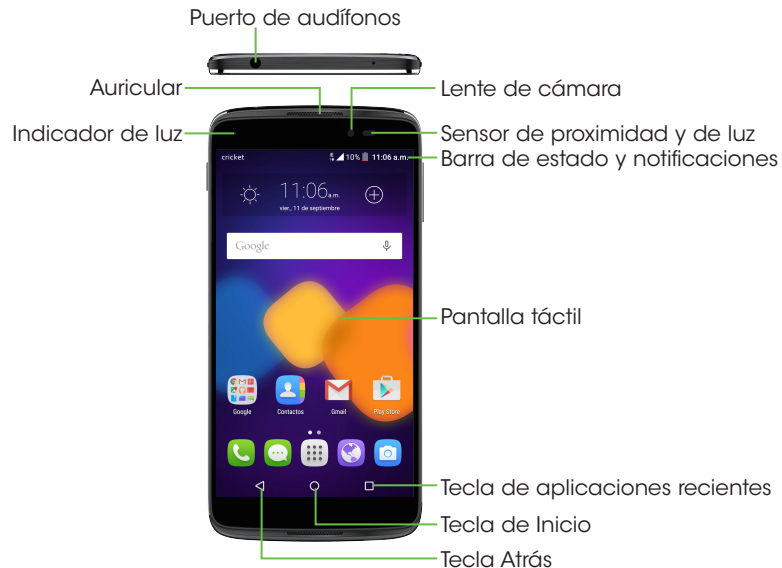 Puerto de audífonos
Auricular
Lente de cámara
Indicador de luz
Sensor de proximidad y de luz
Barra de estado y notificaciones
cricket
10%
11:06 a.m.
11:06 a.m.
vier., 11 de septiembre
Google
Pantalla táctil
Google
Contactos
Gmail
Play Store
Tecla de aplicaciones recientes
Tecla de Inicio
Tecla Atrás